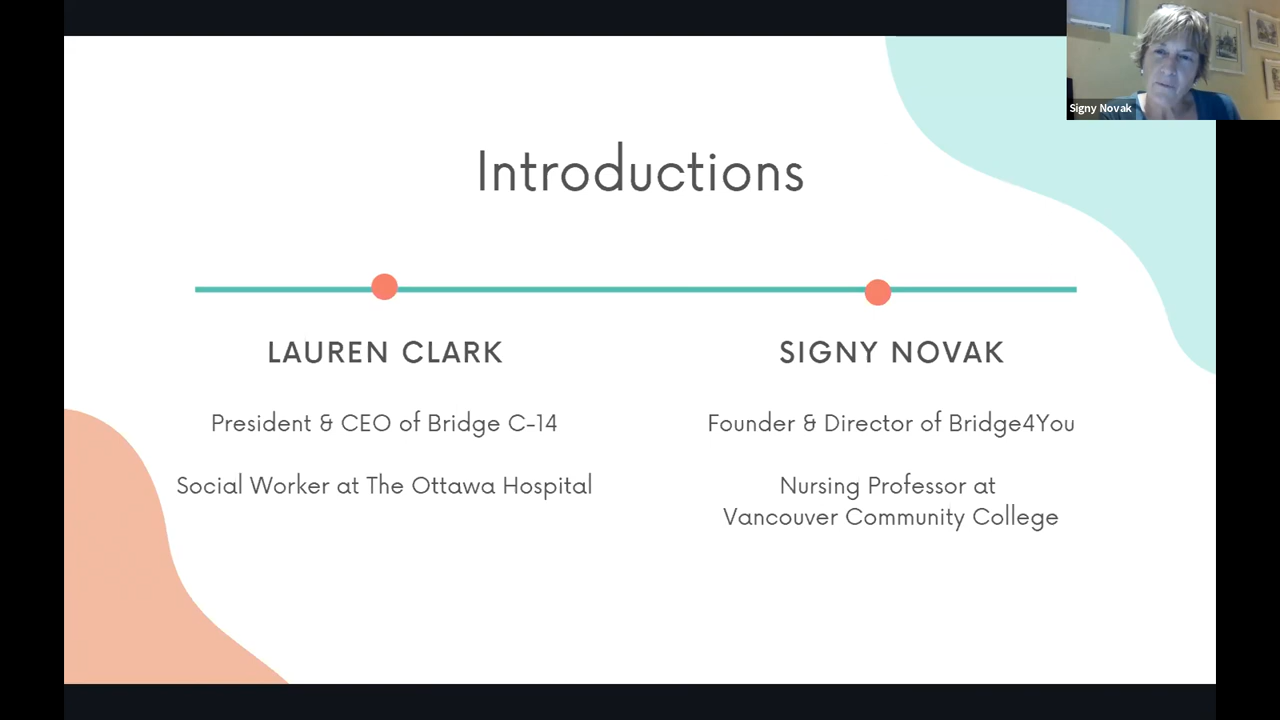 Signy Novak
Introductions
LAUREN CLARK
President & CEO of Bridge C-14
Social Worker at The Ottawa Hospital
SIGNY NOVAK
Founder & Director of Bridge4You
Nursing Professor at
Vancouver Community College